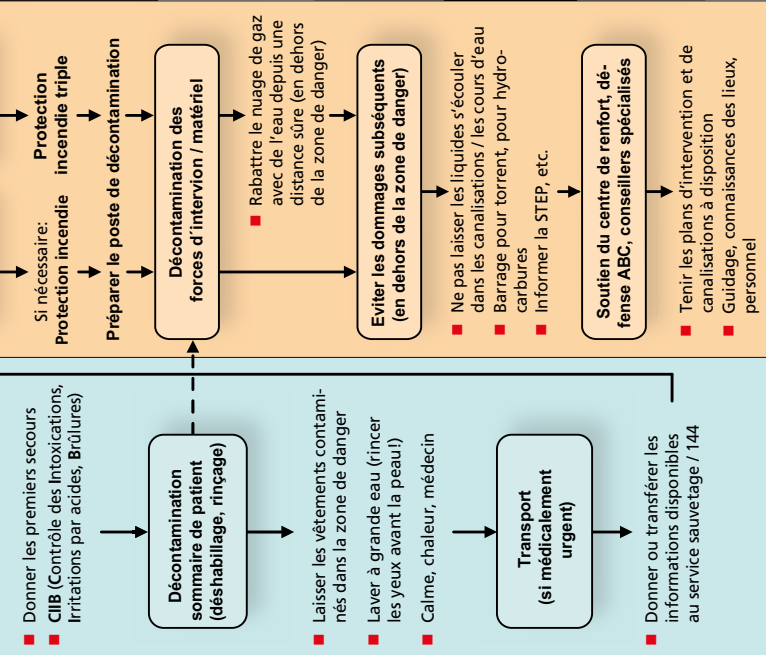 Donner les premiers secours
CIIB (Contrôle des Intoxications,
Irritations par acides, Brûlures)
Décontamination
sommaire de patient
(déshabillage, rinçage)
Laisser les vêtements contami-
nés dans la zone de danger
Laver à grande eau (rincer
les yeux avant la peau!)
Calme, chaleur, médecin
Transport
(si médicalement
urgent)
Donner ou transférer les
informations disponibles
au service sauvetage / 144
Si nécessaire:
Protection incendie
Protection
incendie triple
Préparer le poste de décontamination
Décontamination des
forces d´intervion / matériel
Rabattre le nuage de gaz
avec de l’eau depuis une
distance sûre (en dehors
de la zone de danger)
Eviter les dommages subséquents
(en dehors de la zone de danger)
Ne pas laisser les liquides s’écouler
dans les canalisations / les cours d’eau
Barrage pour torrent, pour hydro-
carbures
Informer la STEP, etc.
Soutien du centre de renfort, dé-
fense ABC, conseillers spécialisés
Tenir les plans d’intervention et de
canalisations à disposition
Guidage, connaissances des lieux,
personnel